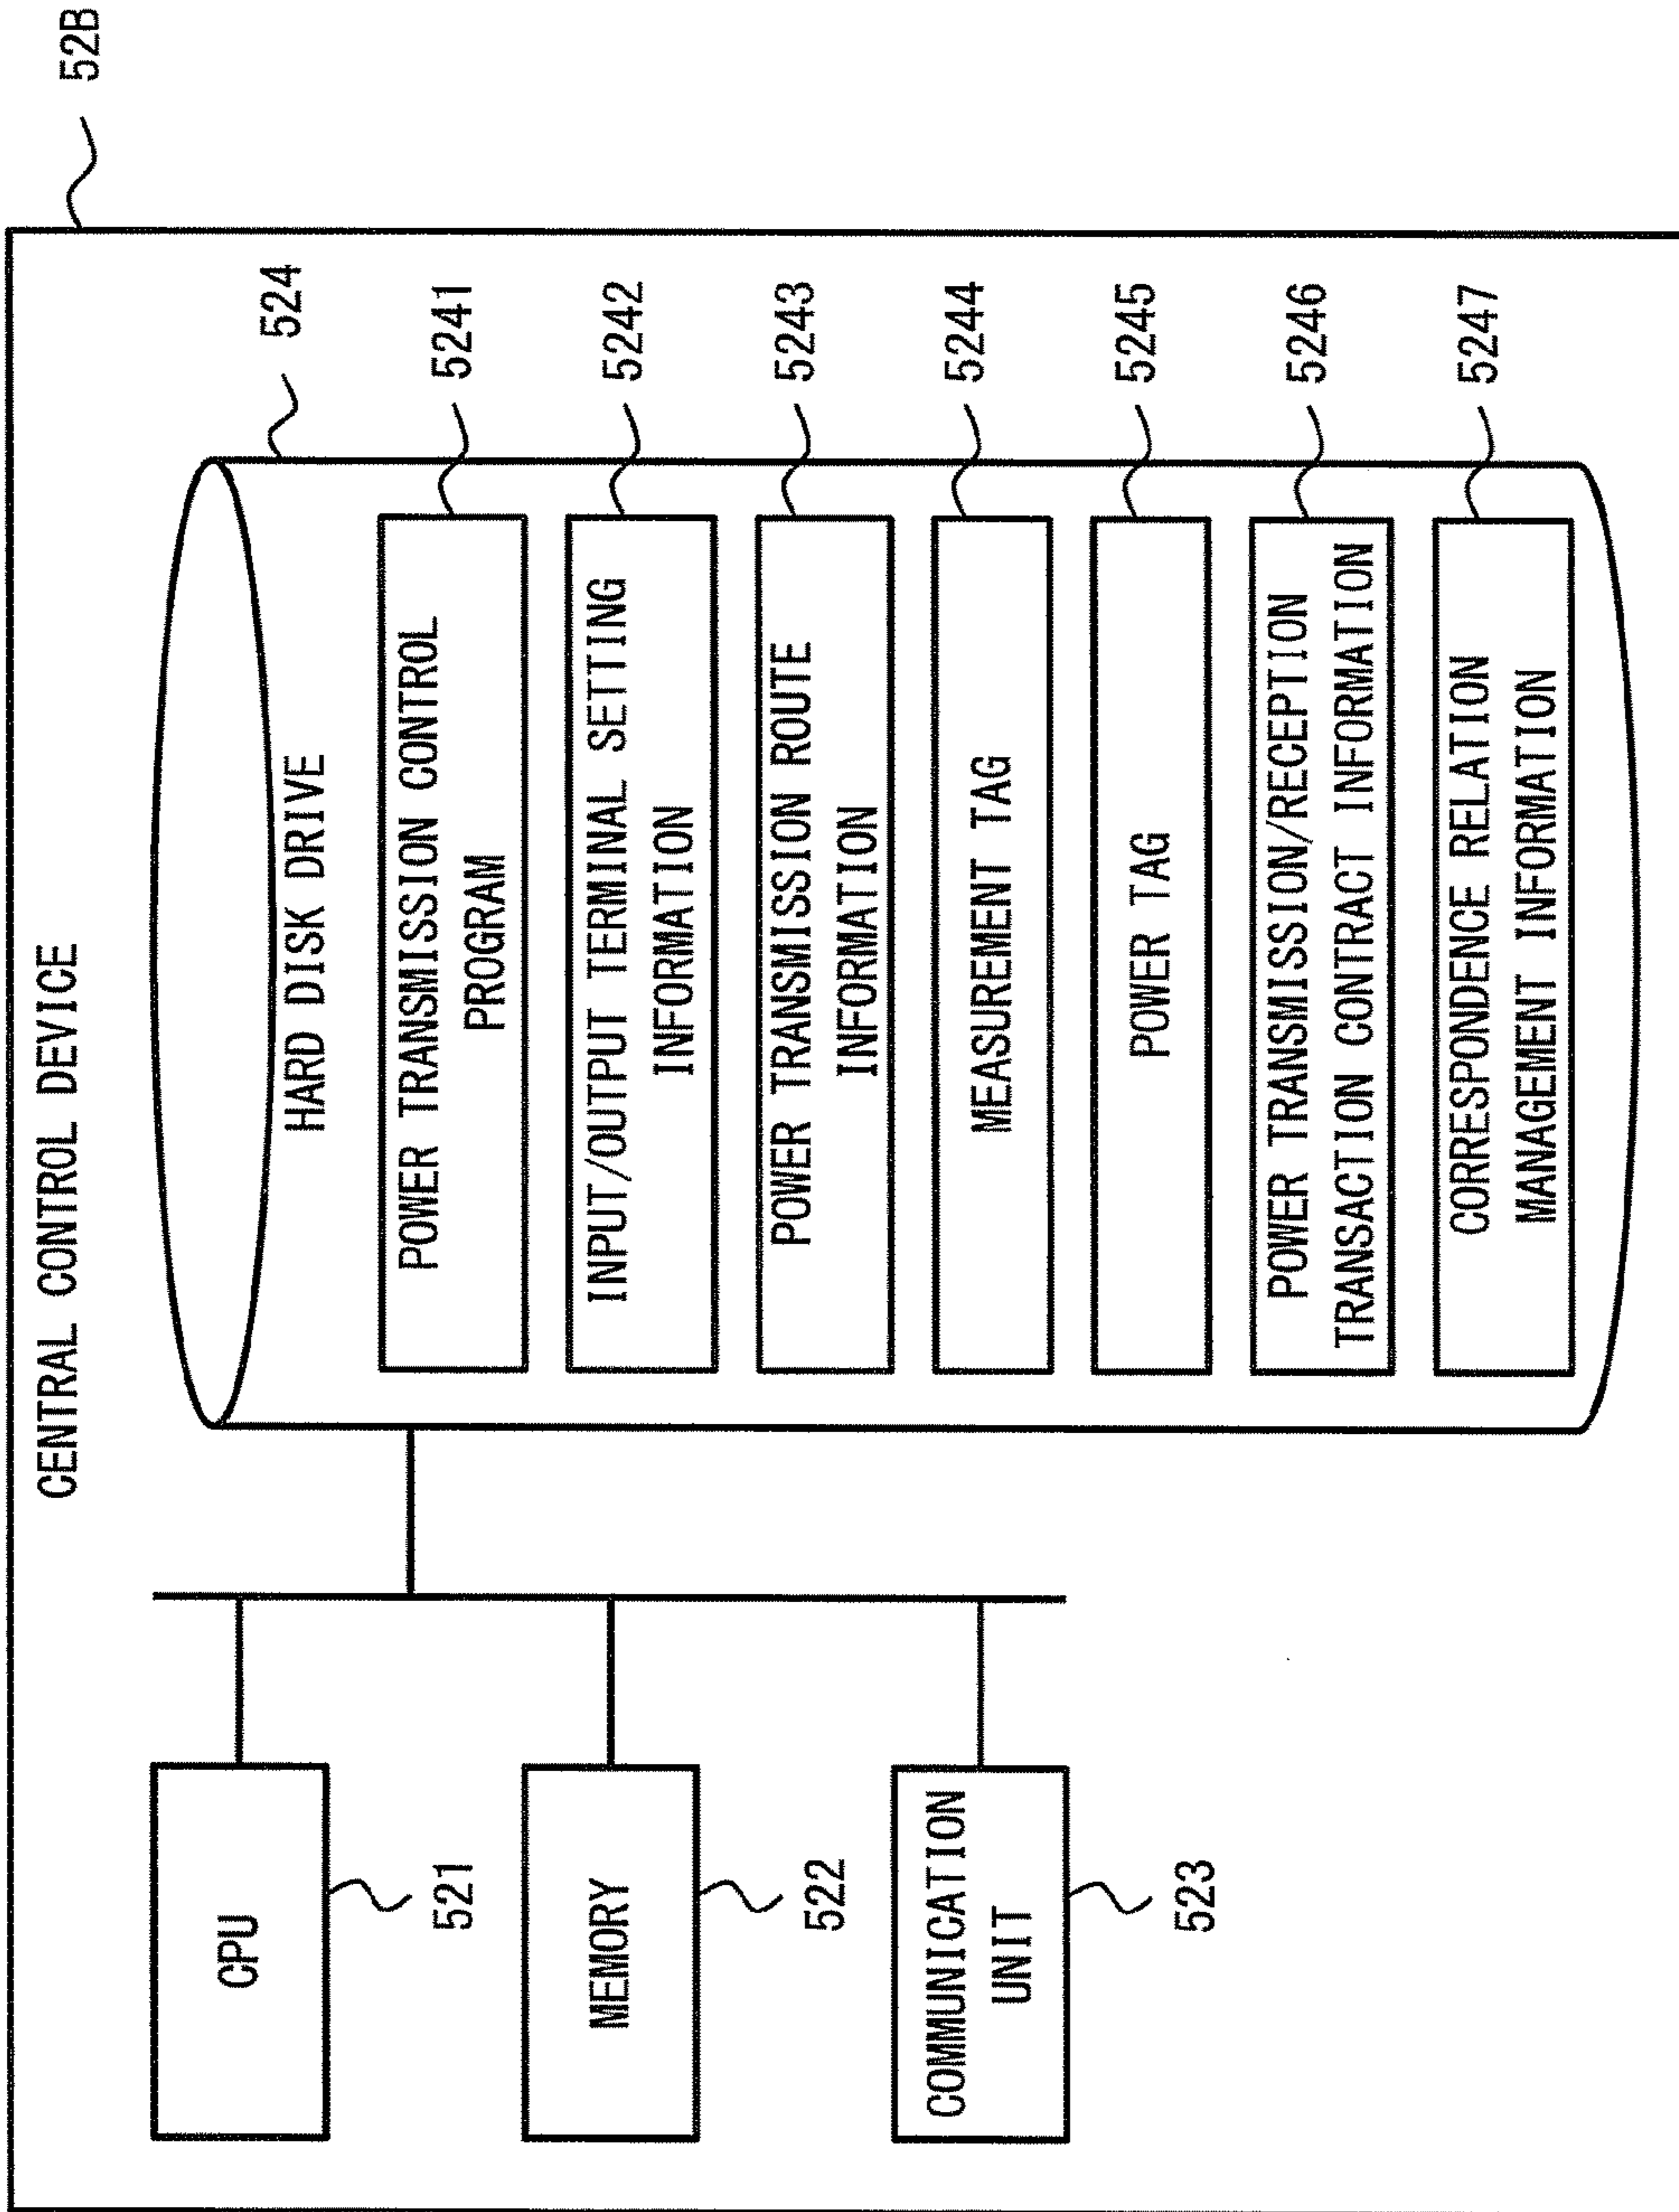 52B
CENTRAL CONTROL DEVICE
CPU
521
MEMORY
522
COMMUNICATION
UNIT
523
524
HARD DISK DRIVE
POWER TRANSMISSION CONTROL
PROGRAM
5241
INPUT/OUTPUT TERMINAL SETTING
INFORMATION
5242
POWER TRANSMISSION ROUTE
INFORMATION
5243
MEASUREMENT TAG
5244
POWER TAG
5245
POWER TRANSMISSION/RECEPTION
TRANSACTION CONTRACT INFORMATION
5246
CORRESPONDENCE RELATION
MANAGEMENT INFORMATION
5247